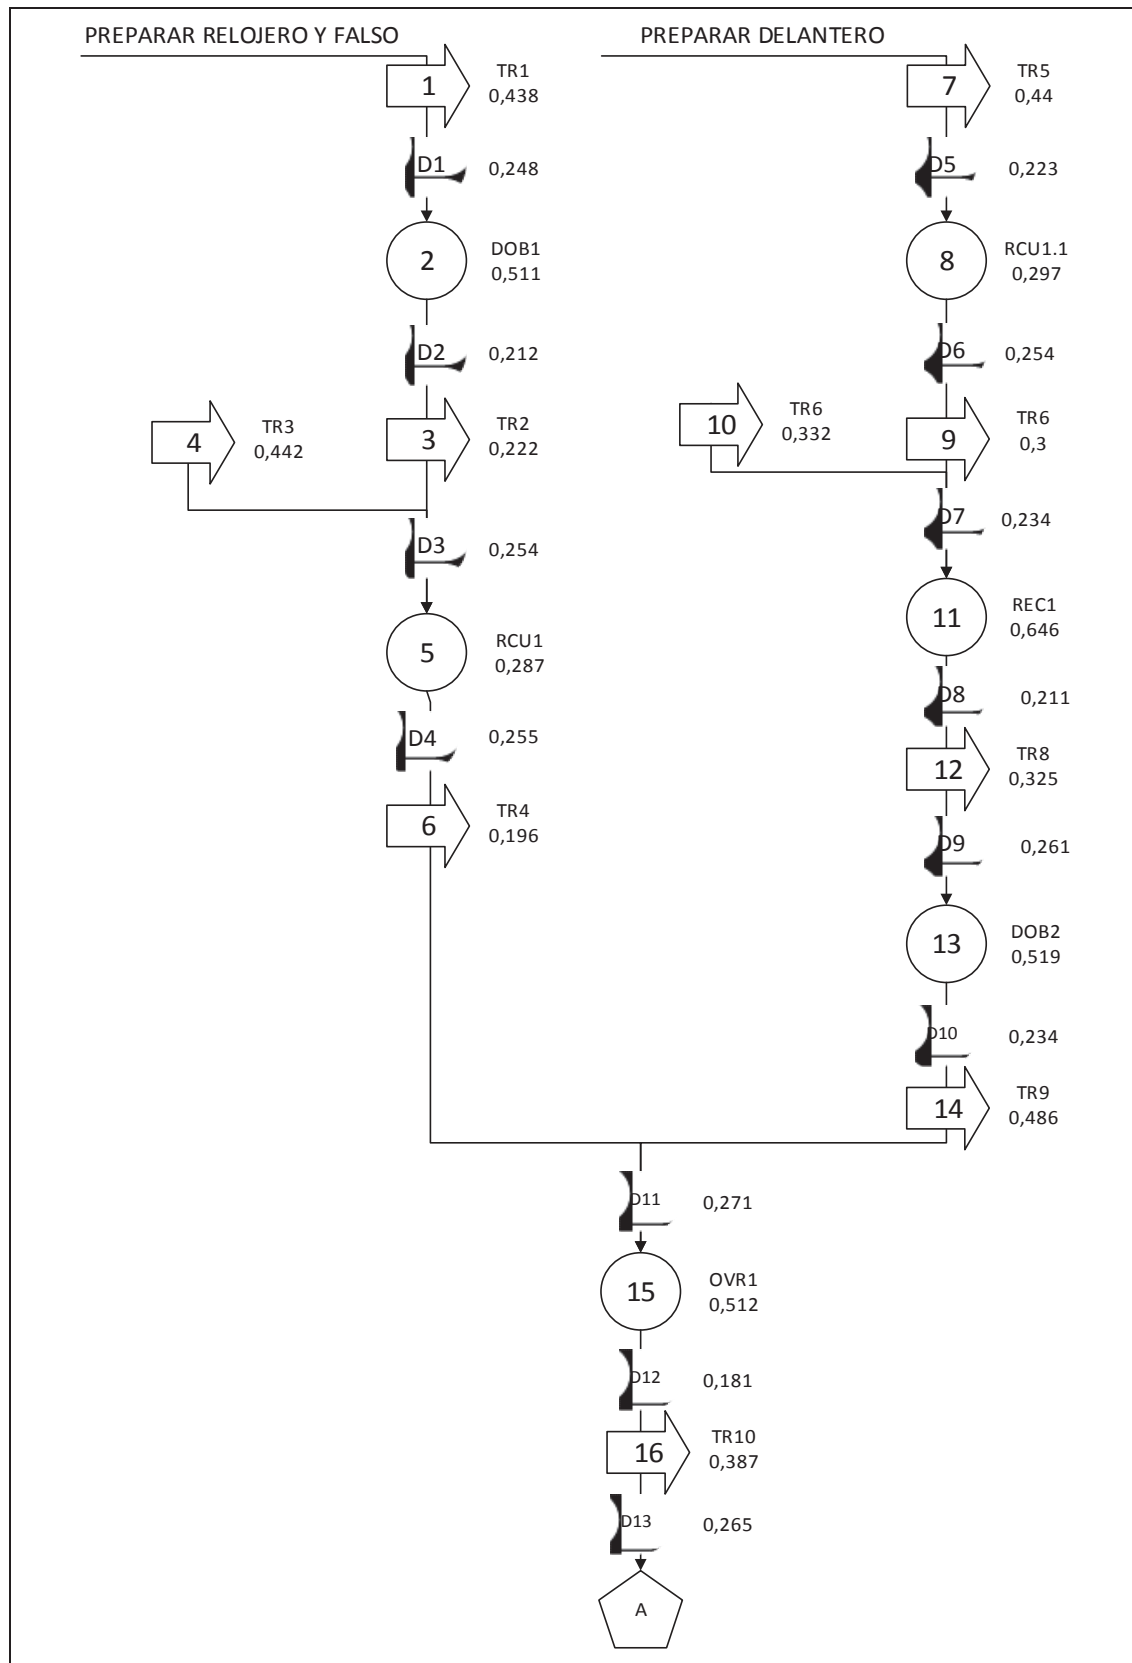 PREPARAR RELOJERO Y FALSO
1
TR1
0,438
D1
0,248
2
DOB1
0,511
D2
0,212
4
TR3
0,442
3
TR2
0,222
D3
0,254
5
RCU1
0,287
D4
0,255
6
TR4
0,196
PREPARAR DELANTERO
7
TR5
0,44
D5
0,223
8
RCU1.1
0,297
D6
0,254
10
TR6
0,332
9
TR6
0,3
D7
0,234
11
REC1
0,646
D8
0,211
12
TR8
0,325
D9
0,261
13
DOB2
0,519
D10
0,234
14
TR9
0,486
D11
0,271
15
OVR1
0,512
D12
0,181
16
TR10
0,387
D13
0,265
A